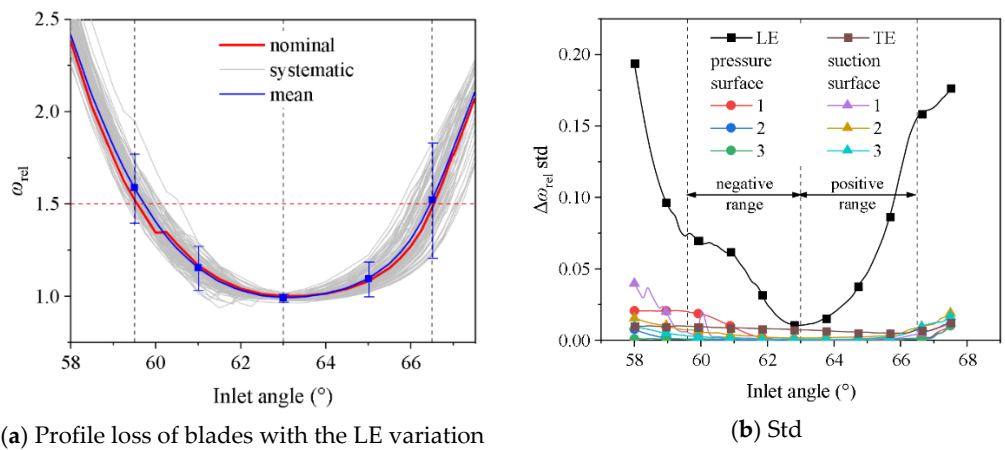 2.5
2.0
1.5
1.0
ω_rel
nominal
systematic
mean
58 60 62 64 66
Inlet angle (°)
(a) Profile loss of blades with the LE variation
0.20
0.15
0.10
0.05
0.00
Δω_rel std
LE
TE
pressure surface
1
2
3
suction surface
1
2
3
negative range
positive range
58 60 62 64 66 68
Inlet angle (°)
(b) Std